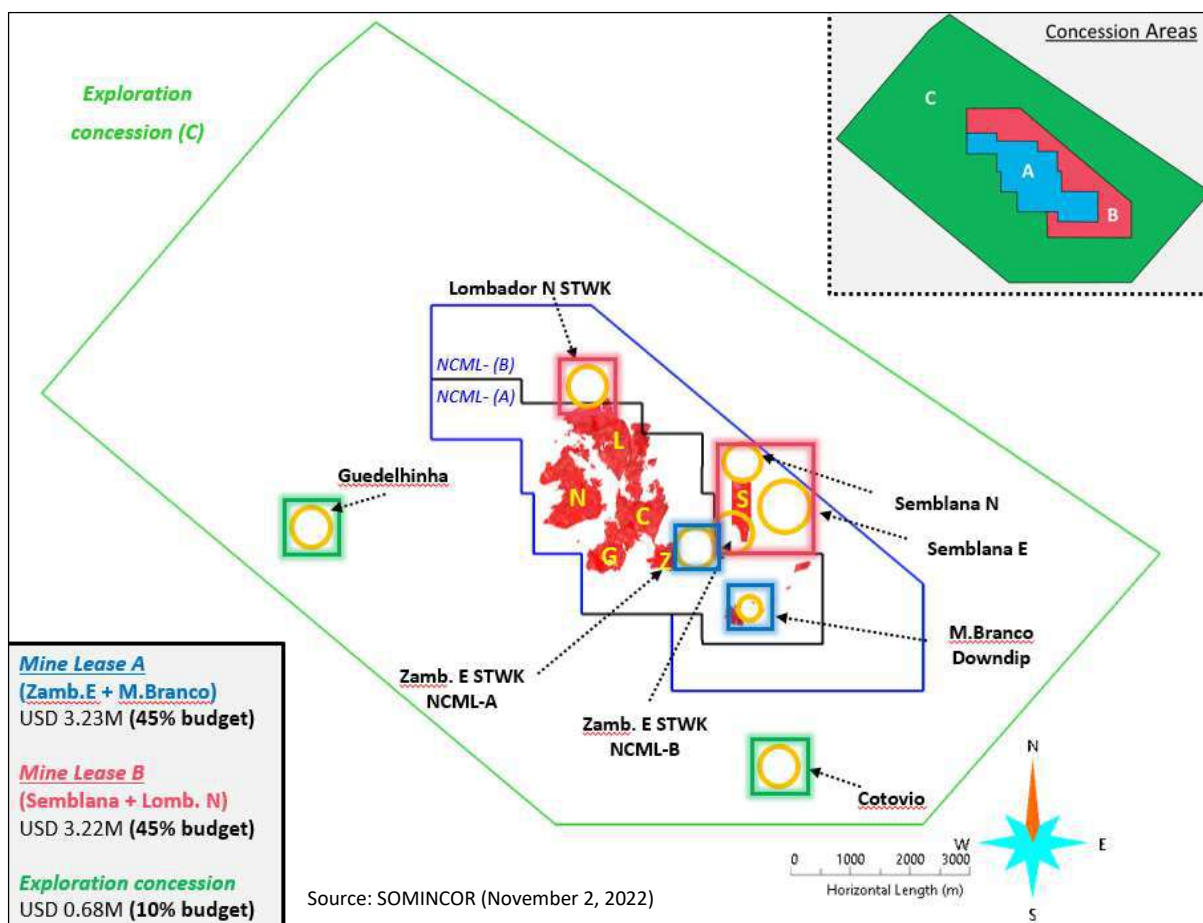 Exploration
concession (C)
Concession Areas
C
A
B
Lombador N STWK
NCML- (B)
NCML- (A)
L
Guedelhinha
N
S
C
Semblana N
G
Z
Semblana E
M.Branco
Downdip
Zamb. E STWK
NCML-A
Zamb. E STWK
NCML-B
Cotovio
Mine Lease A
(Zamb.E + M.Branco)
USD 3.23M (45% budget)
Mine Lease B
(Semblana + Lomb. N)
USD 3.22M (45% budget)
Exploration concession
USD 0.68M (10% budget)
Source: SOMINCOR (November 2, 2022)
N
W
E
S
0 1000 2000 3000
Horizontal Length (m)